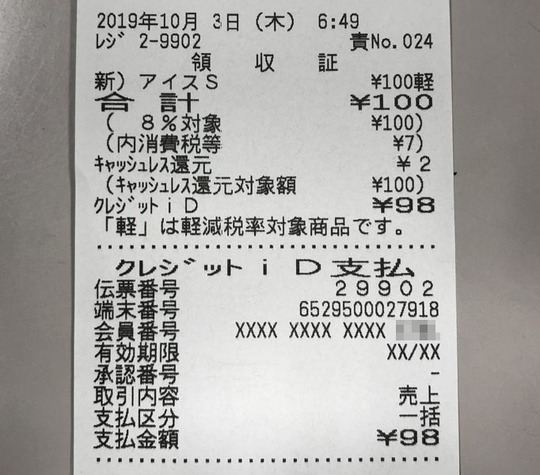 2019年10月 3日（木） 6:49
ﾚｼﾞ 2-9902 責No.024
領 収 証
新）アイスＳ ¥100軽
合 計 ¥100
（ 8％対象 ¥100）
（内消費税等 ¥7）
ｷｬｯｼｭﾚｽ還元 ¥ 2
（ｷｬｯｼｭﾚｽ還元対象額 ¥100）
ｸﾚｼﾞｯﾄｉＤ ¥98
「軽」は軽減税率対象商品です。
クレジットｉＤ支払
伝票番号 29902
端末番号 6529500027918
会員番号 XXXX XXXX XXXX
有効期限 XX/XX
承認番号 -
取引内容 売上
支払区分 一括
支払金額 ¥98